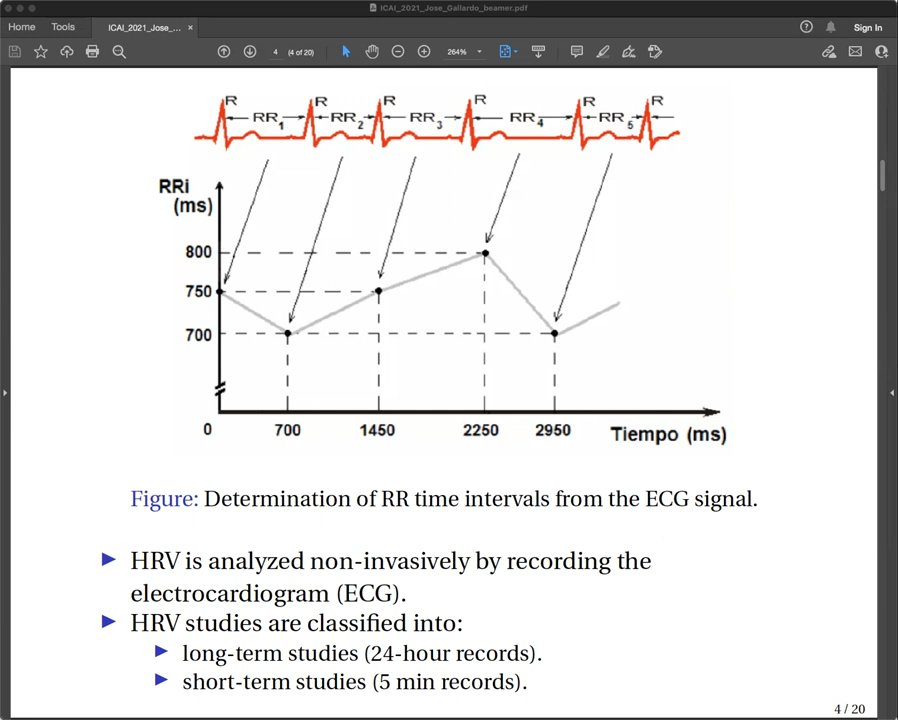 ICAI_2021_Jose_Gallardo_beamer.pdf
Home Tools ICAI_2021_Jose_... × ? Sign In
4 (4 of 20) 264%
R R R R R R
RR1 RR2 RR3 RR4 RR5
RRi
(ms)
800
750
700
0 700 1450 2250 2950 Tiempo (ms)
Figure: Determination of RR time intervals from the ECG signal.
HRV is analyzed non-invasively by recording the
electrocardiogram (ECG).
HRV studies are classified into:
long-term studies (24-hour records).
short-term studies (5 min records).
4 / 20